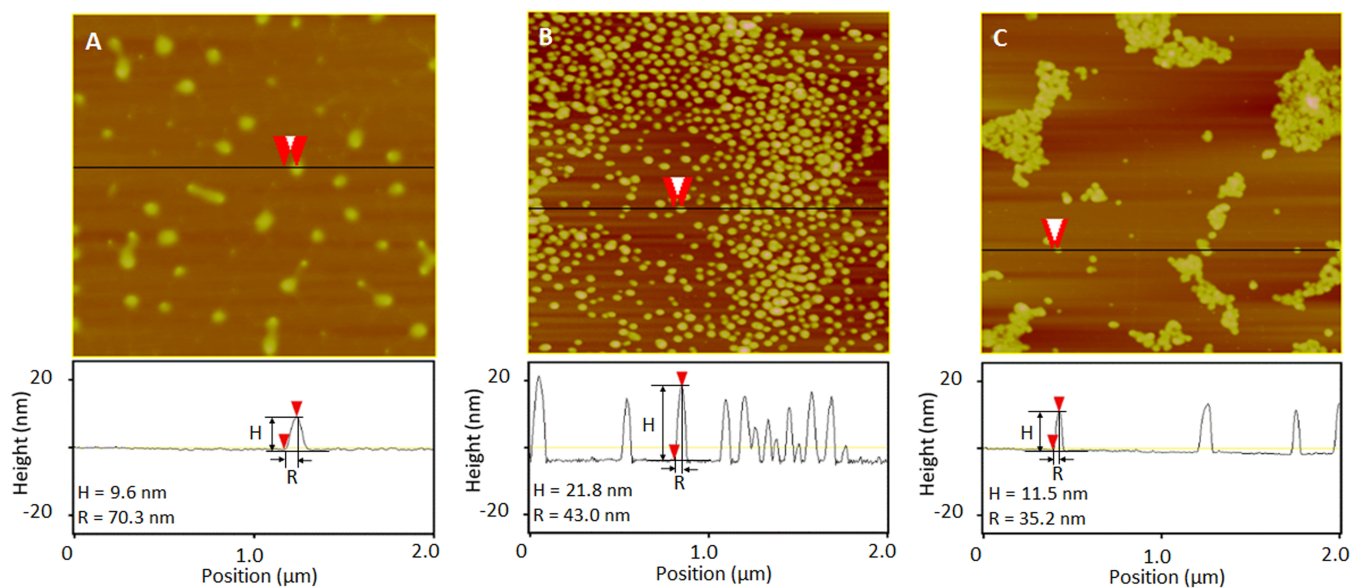 A
B
C
Height (nm)
20
-20
H
R
H = 9.6 nm
R = 70.3 nm
0
1.0
2.0
Position (µm)
Height (nm)
20
-20
H
R
H = 21.8 nm
R = 43.0 nm
0
1.0
2.0
Position (µm)
Height (nm)
20
-20
H
R
H = 11.5 nm
R = 35.2 nm
0
1.0
2.0
Position (µm)